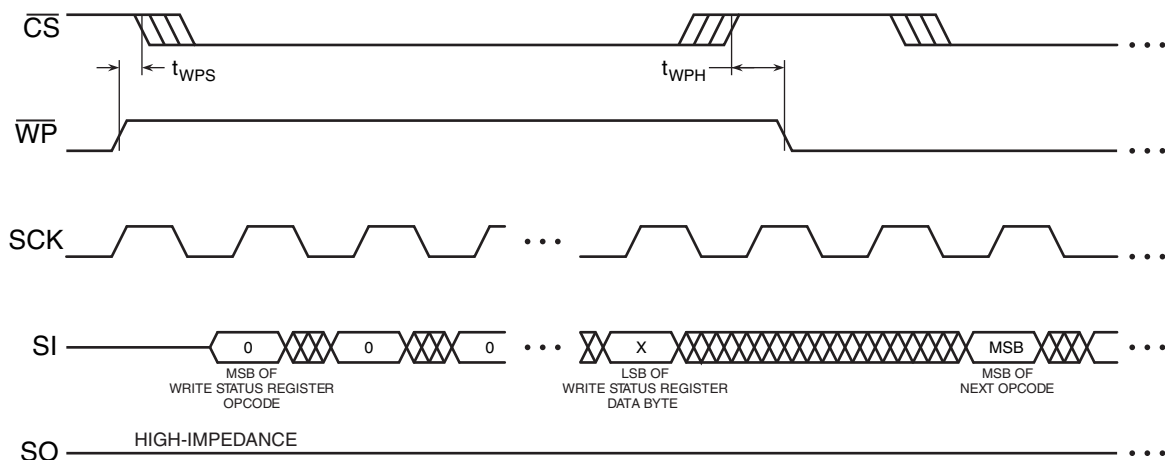 CS
tWPS
tWPH
WP
SCK
• • •
SI
0
0
0
• • •
X
MSB
MSB OF
WRITE STATUS REGISTER
OPCODE
LSB OF
WRITE STATUS REGISTER
DATA BYTE
MSB OF
NEXT OPCODE
SO
HIGH-IMPEDANCE